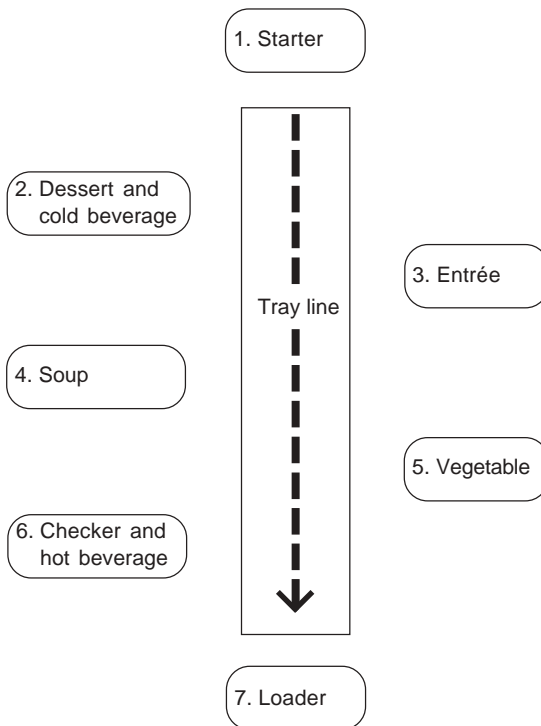 1. Starter
2. Dessert and
cold beverage
3. Entrée
Tray line
4. Soup
5. Vegetable
6. Checker and
hot beverage
7. Loader